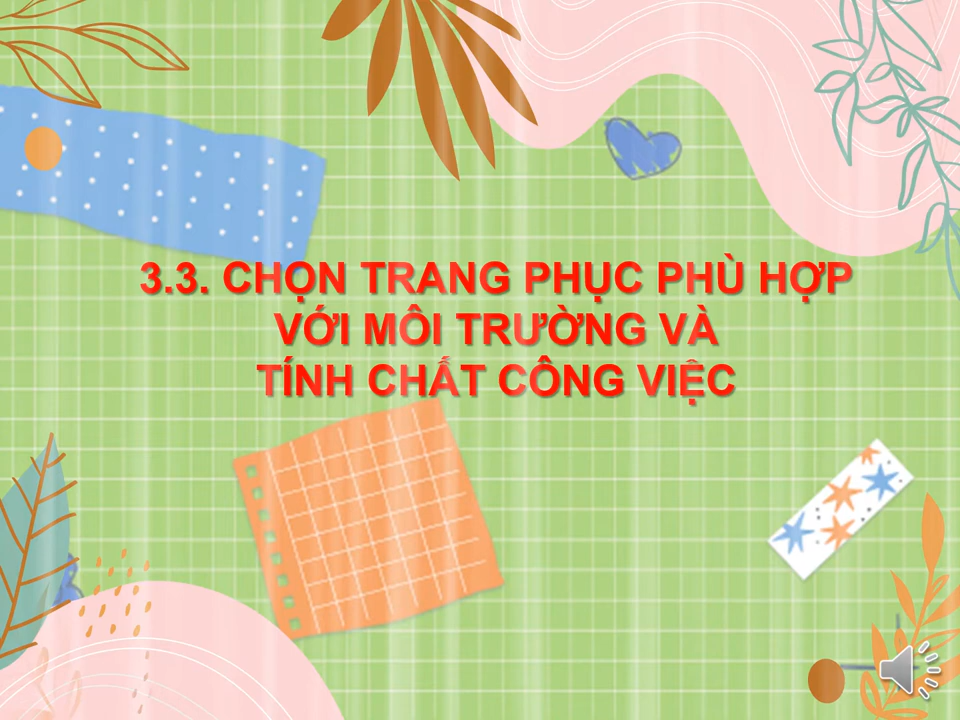 3.3. CHỌN TRANG PHỤC PHÙ HỢP
VỚI MÔI TRƯỜNG VÀ
TÍNH CHẤT CÔNG VIỆC